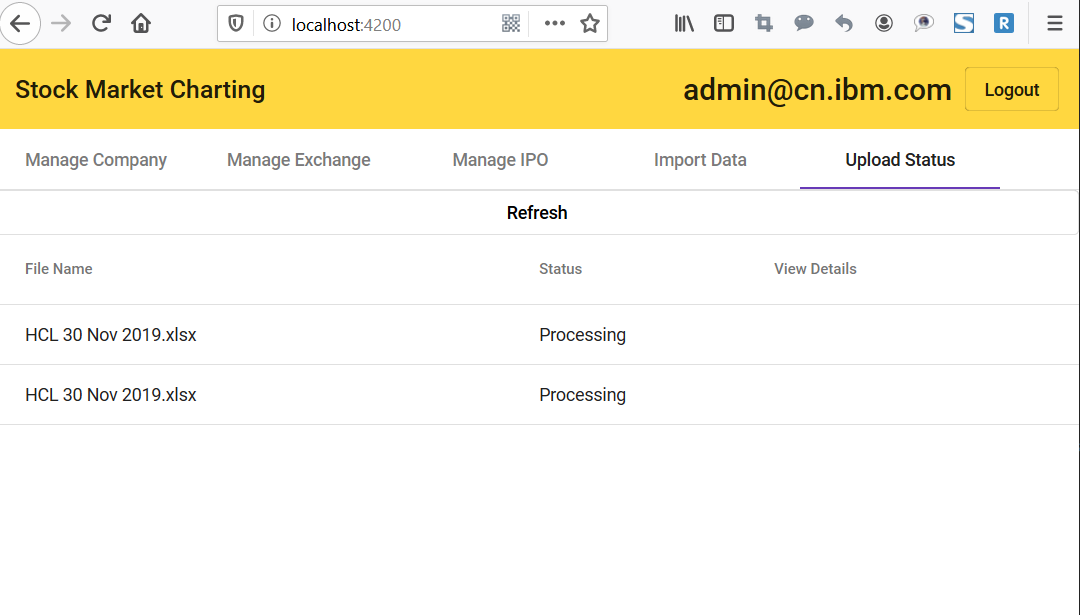 localhost:4200
Stock Market Charting admin@cn.ibm.com Logout
Manage Company Manage Exchange Manage IPO Import Data Upload Status
Refresh
File Name Status View Details
HCL 30 Nov 2019.xlsx Processing
HCL 30 Nov 2019.xlsx Processing